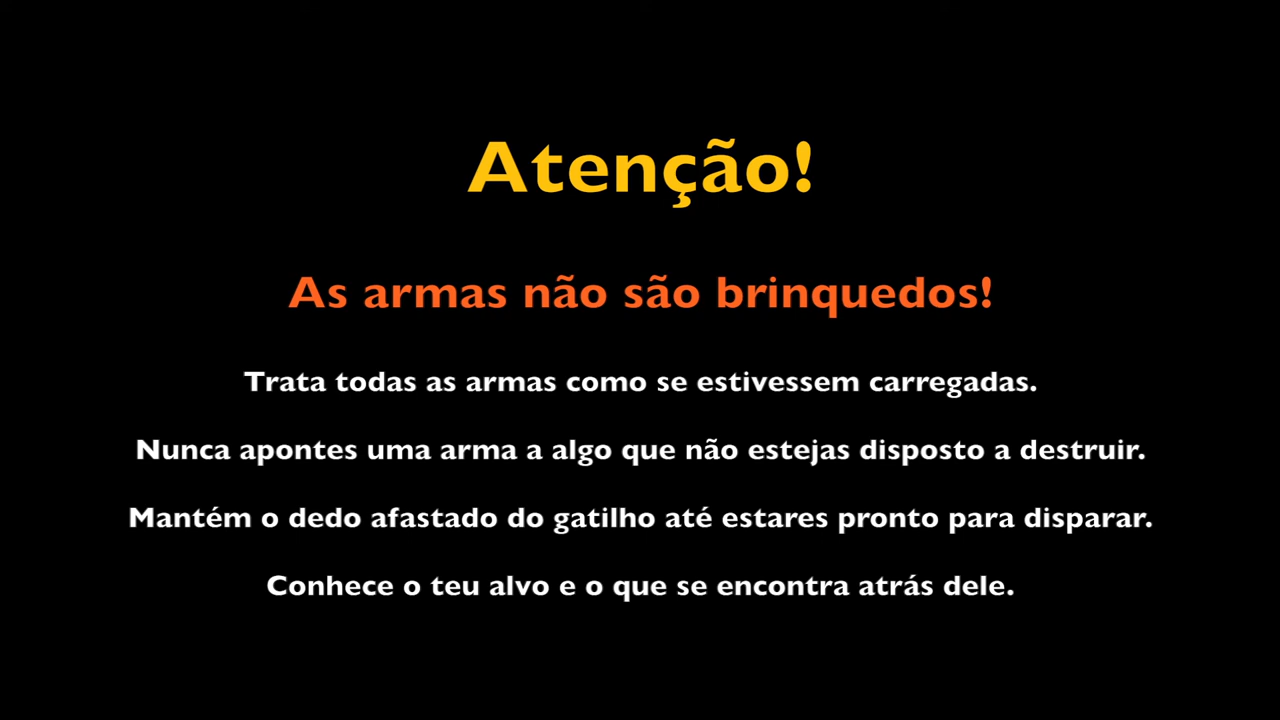 Atenção!
As armas não são brinquedos!
Trata todas as armas como se estivessem carregadas.
Nunca apontes uma arma a algo que não estejas disposto a destruir.
Mantém o dedo afastado do gatilho até estares pronto para disparar.
Conhece o teu alvo e o que se encontra atrás dele.